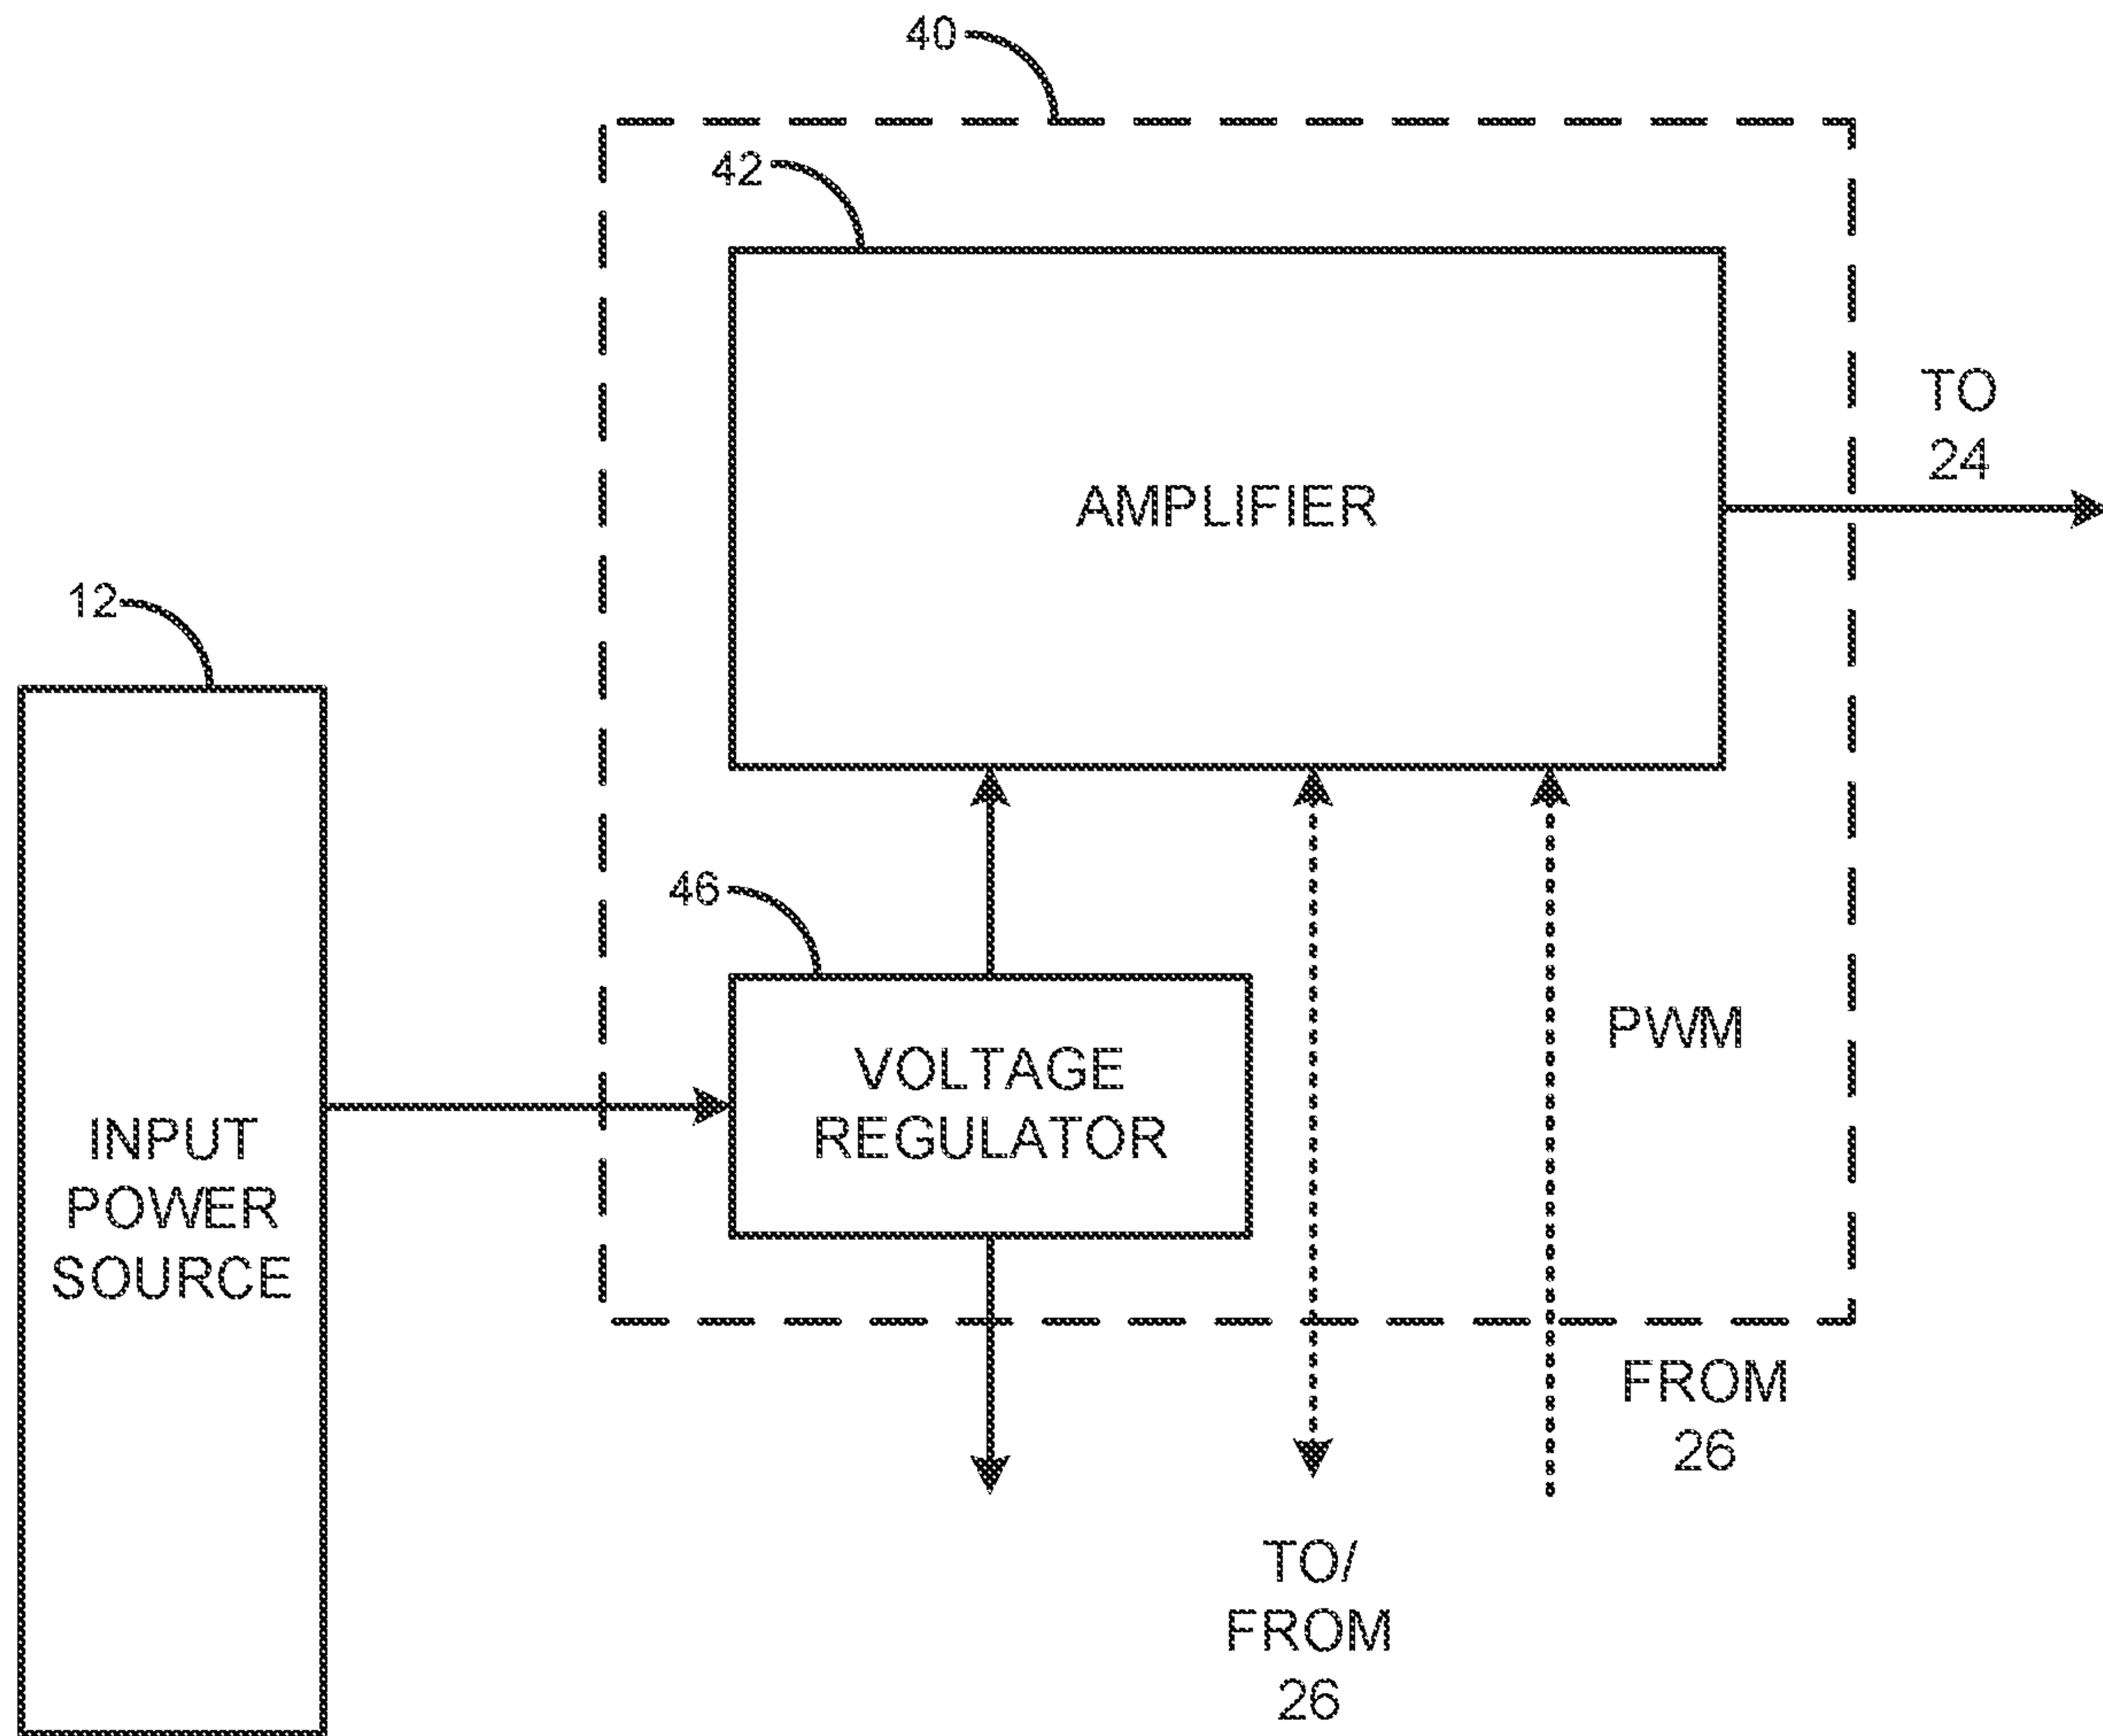 40
42
AMPLIFIER
TO
24
12
46
VOLTAGE
REGULATOR
PWM
INPUT
POWER
SOURCE
FROM
26
TO/
FROM
26